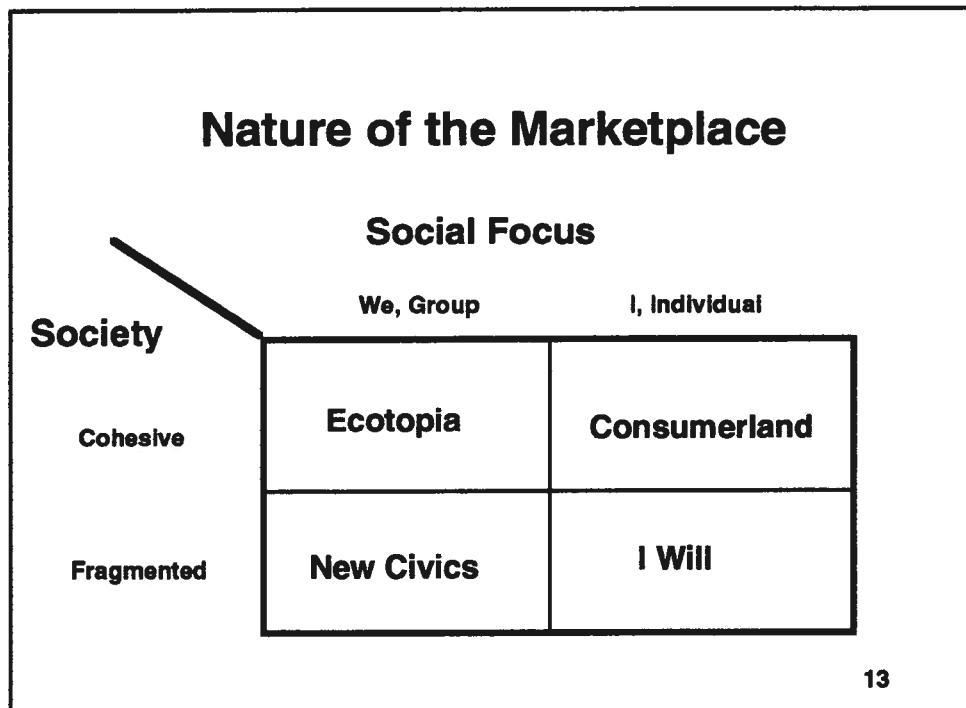 Nature of the Marketplace
Social Focus
We, Group I, Individual
Society
Cohesive Ecotopia Consumerland
Fragmented New Civics I Will
13